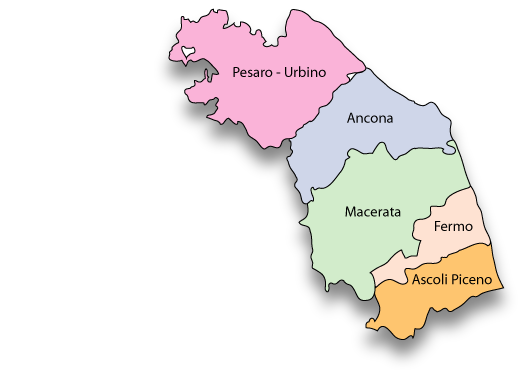 Pesaro - Urbino
Ancona
Macerata
Fermo
Ascoli Piceno